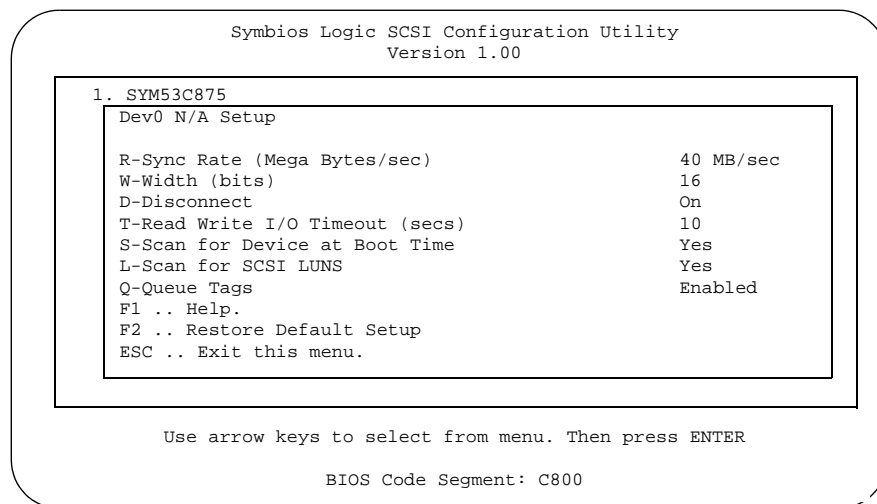 Symbios Logic SCSI Configuration Utility
Version 1.00
1. SYM53C875
Dev0 N/A Setup
R-Sync Rate (Mega Bytes/sec) 40 MB/sec
W-Width (bits) 16
D-Disconnect On
T-Read Write I/O Timeout (secs) 10
S-Scan for Device at Boot Time Yes
L-Scan for SCSI LUNS Yes
Q-Queue Tags Enabled
F1 .. Help.
F2 .. Restore Default Setup
ESC .. Exit this menu.
Use arrow keys to select from menu. Then press ENTER
BIOS Code Segment: C800